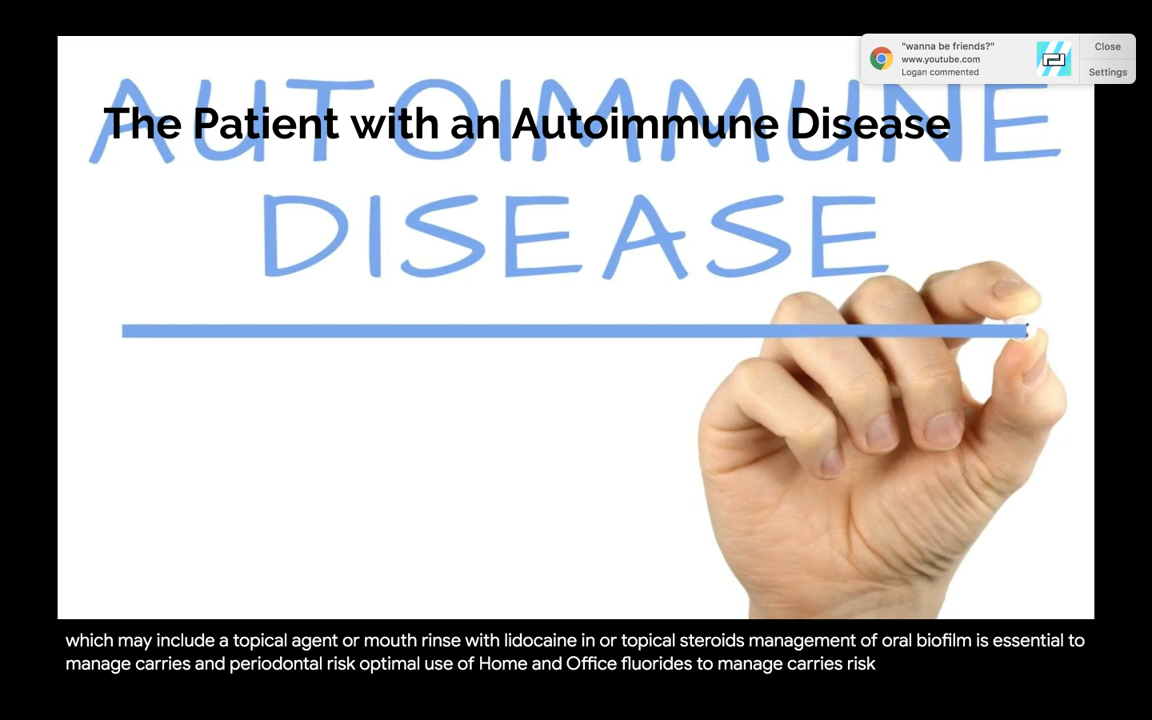 "wanna be friends?"
www.youtube.com
Logan commented
Close
Settings
AUTOIMMUNE
The Patient with an Autoimmune Disease
DISEASE
which may include a topical agent or mouth rinse with lidocaine in or topical steroids management of oral biofilm is essential to
manage carries and periodontal risk optimal use of Home and Office fluorides to manage carries risk